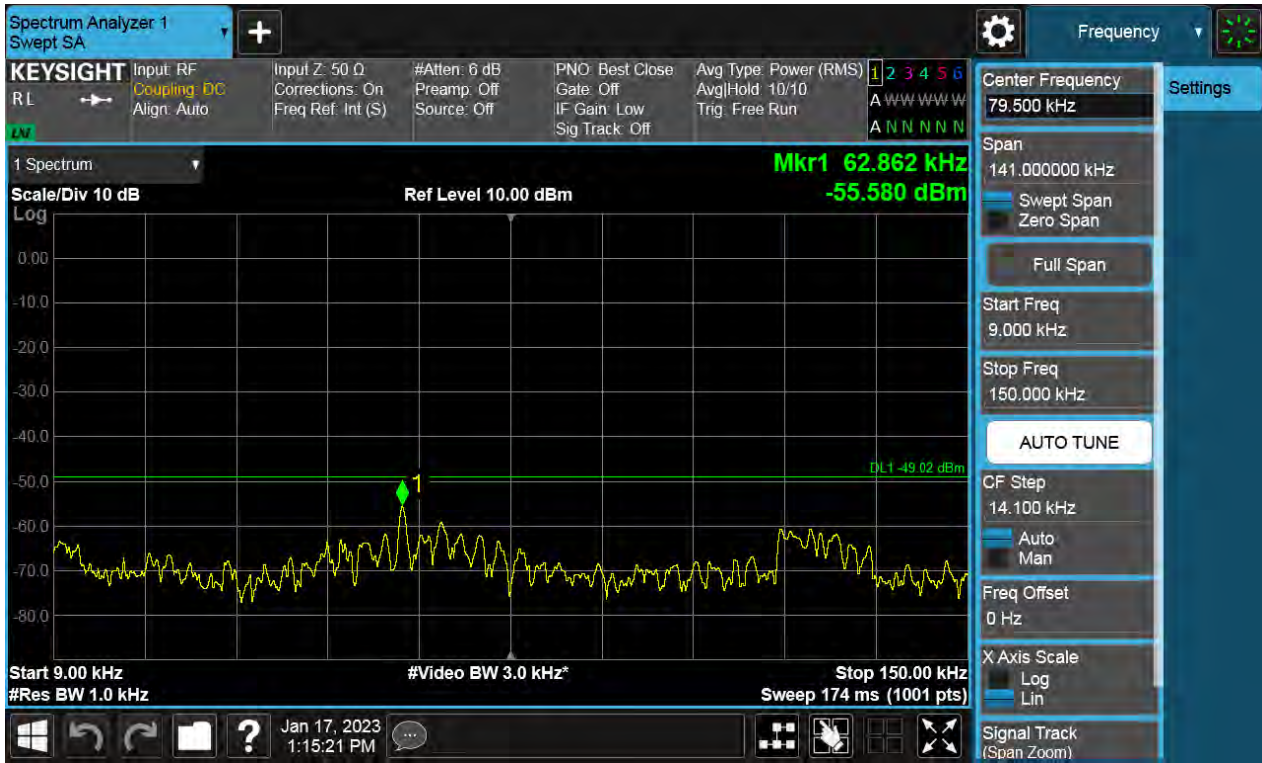 Spectrum Analyzer 1
Swept SA
+
Frequency
KEYSIGHT
RL
LXI
Input: RF
Coupling: DC
Align: Auto
Input Z: 50 Ω
Corrections: On
Freq Ref: Int (S)
#Atten: 6 dB
Preamp: Off
Source: Off
PNO: Best Close
Gate: Off
IF Gain: Low
Sig Track: Off
Avg Type: Power (RMS)
Avg|Hold: 10/10
Trig: Free Run
1 2 3 4 5 6
A W W W W W
A N N N N N
1 Spectrum
Mkr1 62.862 kHz
Scale/Div 10 dB
Ref Level 10.00 dBm
-55.580 dBm
Log
0.00
-10.0
-20.0
-30.0
-40.0
DL1 -49.02 dBm
-50.0
1
-60.0
-70.0
-80.0
Start 9.00 kHz
#Video BW 3.0 kHz*
Stop 150.00 kHz
#Res BW 1.0 kHz
Sweep 174 ms (1001 pts)
?
Jan 17, 2023
1:15:21 PM
Center Frequency
79.500 kHz
Settings
Span
141.000000 kHz
Swept Span
Zero Span
Full Span
Start Freq
9.000 kHz
Stop Freq
150.000 kHz
AUTO TUNE
CF Step
14.100 kHz
Auto
Man
Freq Offset
0 Hz
X Axis Scale
Log
Lin
Signal Track
(Span Zoom)